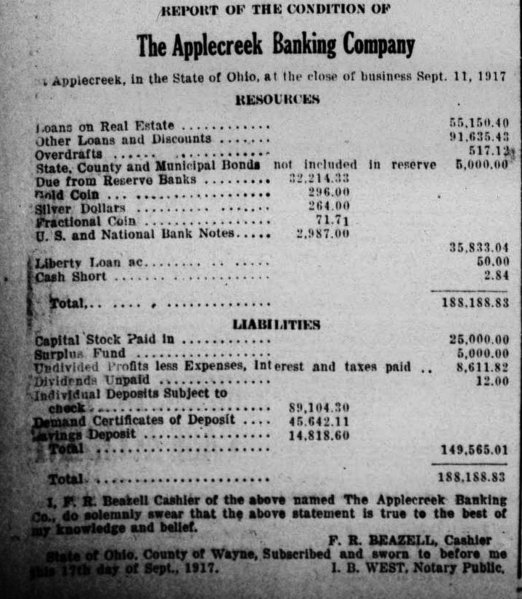 REPORT OF THE CONDITION OF
The Applecreek Banking Company
Applecreek, in the State of Ohio, at the close of business Sept. 11, 1917
RESOURCES
Loans on Real Estate ............ 55,150.40
Other Loans and Discounts ....... 91,635.43
Overdrafts ...... ............... 517.12
State, County and Municipal Bonds not included in reserve 5,000.00
Due from Reserve Banks ......... 32,214.33
Gold Coin ... .................. 296.00
Silver Dollars ................. 264.00
Fractional Coin ................ 71.71
U. S. and National Bank Notes..... 2,987.00
35,833.04
Liberty Loan ac.................. 50.00
Cash Short ...................... 2.84
Total........................... 188,188.83
LIABILITIES
Capital Stock Paid in ............ 25,000.00
Surplus Fund .................... 5,000.00
Undivided Profits less Expenses, Interest and taxes paid .. 8,611.82
Dividends Unpaid ................ 12.00
Individual Deposits Subject to
check.......................... 89,104.30
Demand Certificates of Deposit .... 45,642.11
Savings Deposit ................ 14,818.60
Total .......................... 149,565.01
Total........................... 188,188.83
I, F. R. Beazell Cashier of the above named The Applecreek Banking
Co., do solemnly swear that the above statement is true to the best of
my knowledge and belief.
F. R. BEAZELL, Cashier
State of Ohio, County of Wayne, Subscribed and sworn to before me
this 17th day of Sept., 1917. I. B. WEST, Notary Public.